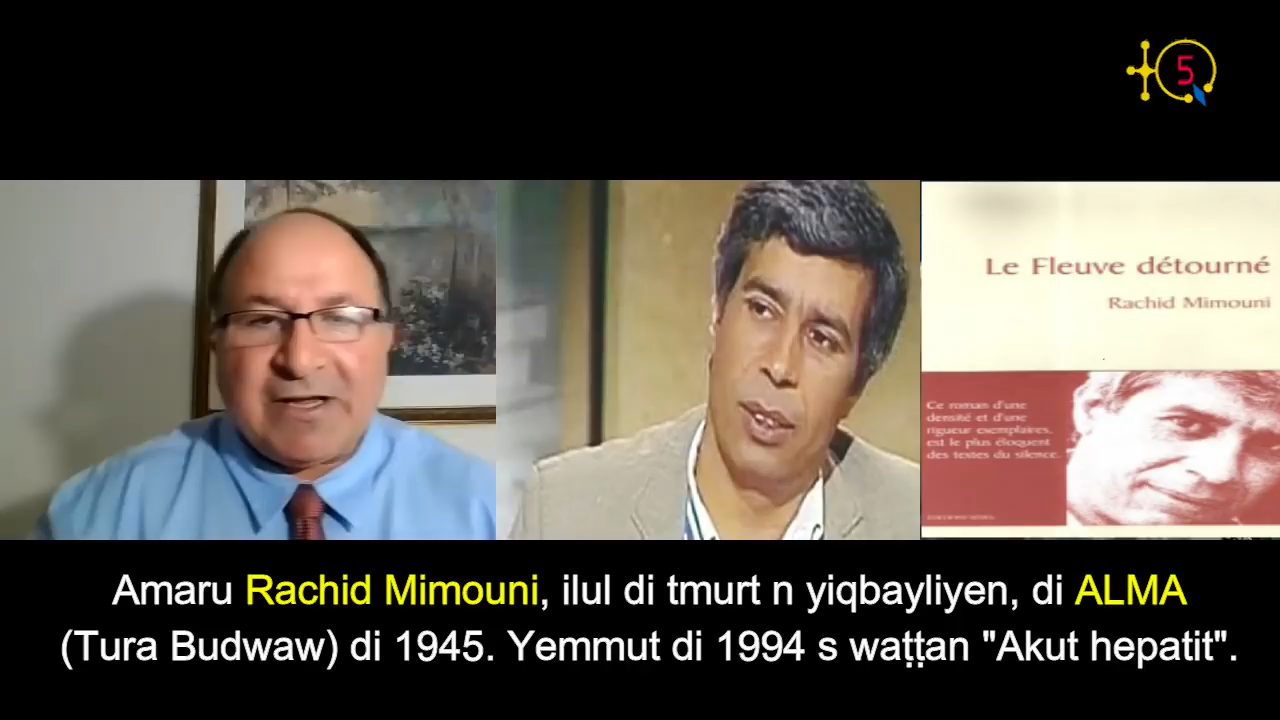 5
Le Fleuve détourné
Rachid Mimouni
Ce roman d'une
densité et d'une
rigueur exemplaires,
est le plus éloquent
des textes du silence.
Amaru Rachid Mimouni, ilul di tmurt n yiqbayliyen, di ALMA
(Tura Budwaw) di 1945. Yemmut di 1994 s waṭṭan "Akut hepatit".